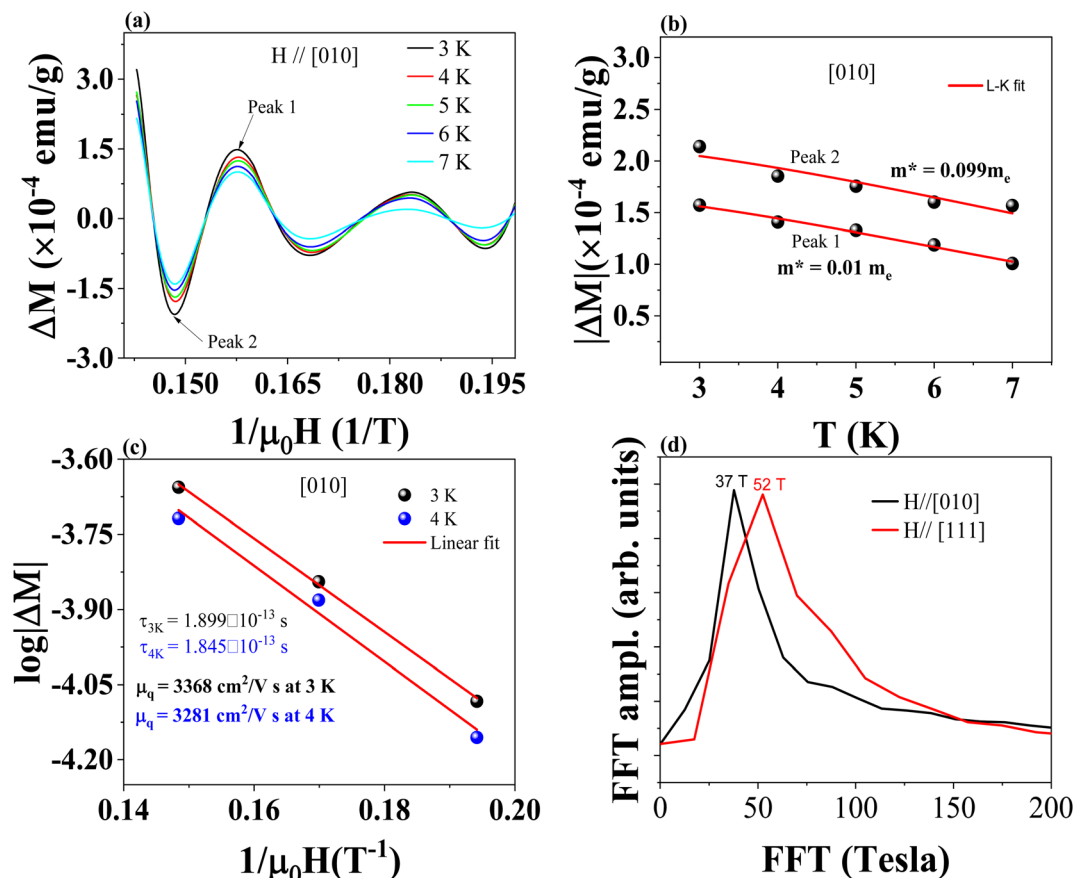 (a)
H // [010]
3 K
4 K
5 K
6 K
7 K
Peak 1
Peak 2
3.0
1.5
0.0
-1.5
-3.0
ΔM (×10⁻⁴ emu/g)
0.150 0.165 0.180 0.195
1/μ₀H (1/T)
(b)
[010]
L-K fit
Peak 2
m* = 0.099mₑ
Peak 1
m* = 0.01 mₑ
3.0
2.5
2.0
1.5
1.0
0.5
|ΔM|(×10⁻⁴ emu/g)
3 4 5 6 7
T (K)
(c)
[010]
3 K
4 K
Linear fit
τ₃K = 1.899□10⁻¹³ s
τ₄K = 1.845□10⁻¹³ s
μq = 3368 cm²/V s at 3 K
μq = 3281 cm²/V s at 4 K
-3.60
-3.75
-3.90
-4.05
-4.20
log|ΔM|
0.14 0.16 0.18 0.20
1/μ₀H(T⁻¹)
(d)
37 T 52 T
H//[010]
H// [111]
FFT ampl. (arb. units)
0 50 100 150 200
FFT (Tesla)